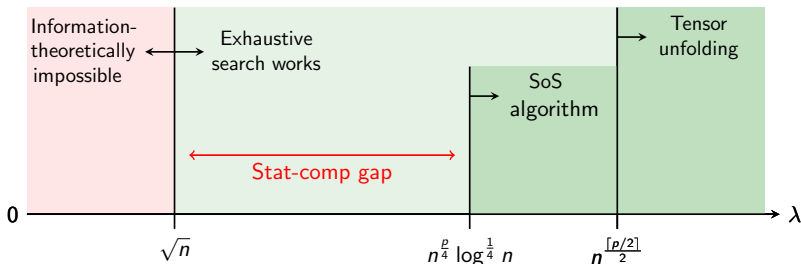 Information-
theoretically
impossible
Exhaustive
search works
Tensor
unfolding
SoS
algorithm
Stat-comp gap
0
λ
√n
n^{p/4} log^{1/4} n
n^{⌈p/2⌉/2}